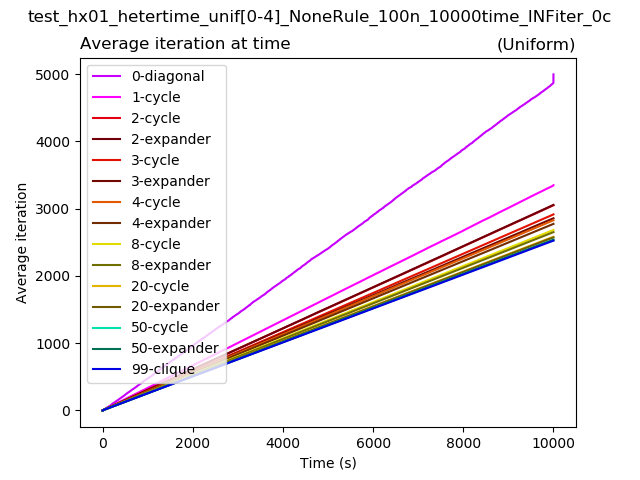 test_hx01_hetertime_unif[0-4]_NoneRule_100n_10000time_INFiter_0c
Average iteration at time
(Uniform)
5000
4000
3000
2000
1000
0
Average iteration
0-diagonal
1-cycle
2-cycle
2-expander
3-cycle
3-expander
4-cycle
4-expander
8-cycle
8-expander
20-cycle
20-expander
50-cycle
50-expander
99-clique
0 2000 4000 6000 8000 10000
Time (s)